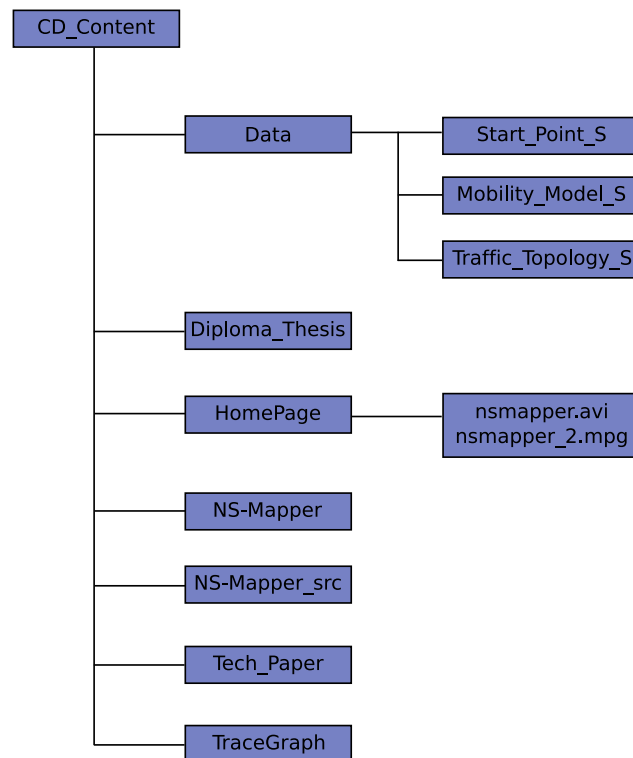 CD_Content
Data
Start_Point_S
Mobility_Model_S
Traffic_Topology_S
Diploma_Thesis
HomePage
nsmapper.avi
nsmapper_2.mpg
NS-Mapper
NS-Mapper_src
Tech_Paper
TraceGraph